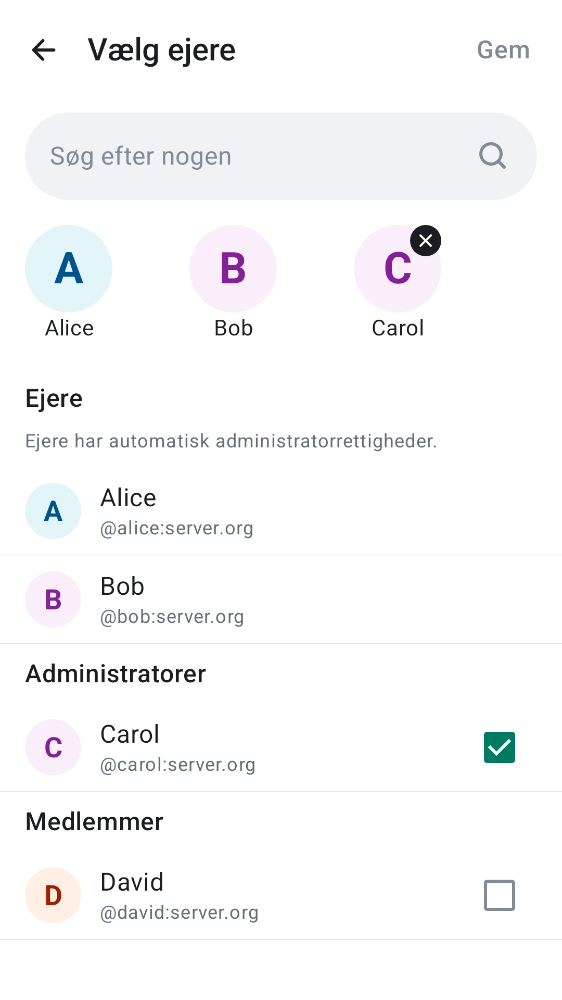 Vælg ejere
Gem
Søg efter nogen
A
B
C
Alice
Bob
Carol
Ejere
Ejere har automatisk administratorrettigheder.
A
Alice
@alice:server.org
B
Bob
@bob:server.org
Administratorer
C
Carol
@carol:server.org
Medlemmer
D
David
@david:server.org